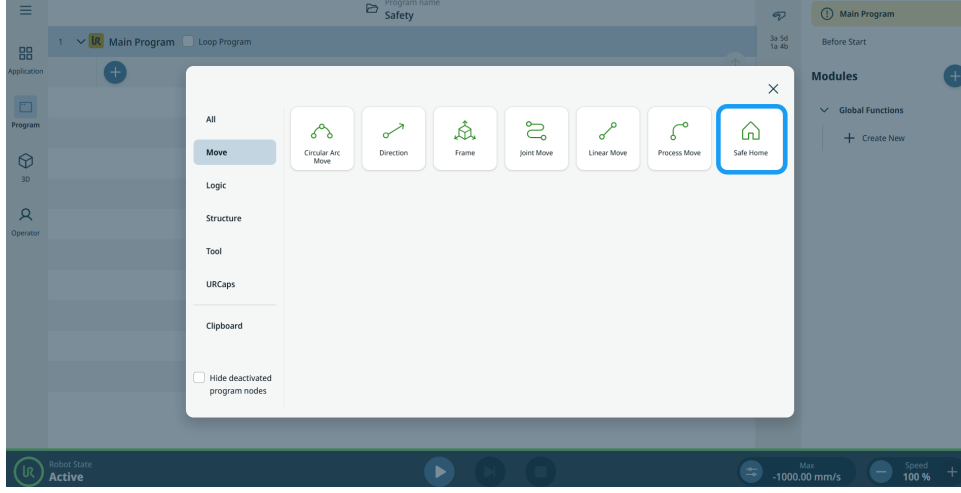 Program name
Safety
1
UR
Main Program
Loop Program
3a 5d
1a 4b
Main Program
Before Start
Modules
Global Functions
Create New
Application
Program
3D
Operator
All
Move
Logic
Structure
Tool
URCaps
Clipboard
Hide deactivated
program nodes
Circular Arc
Move
Direction
Frame
Joint Move
Linear Move
Process Move
Safe Home
UR
Robot State
Active
Max
-1000.00 mm/s
Speed
100 %